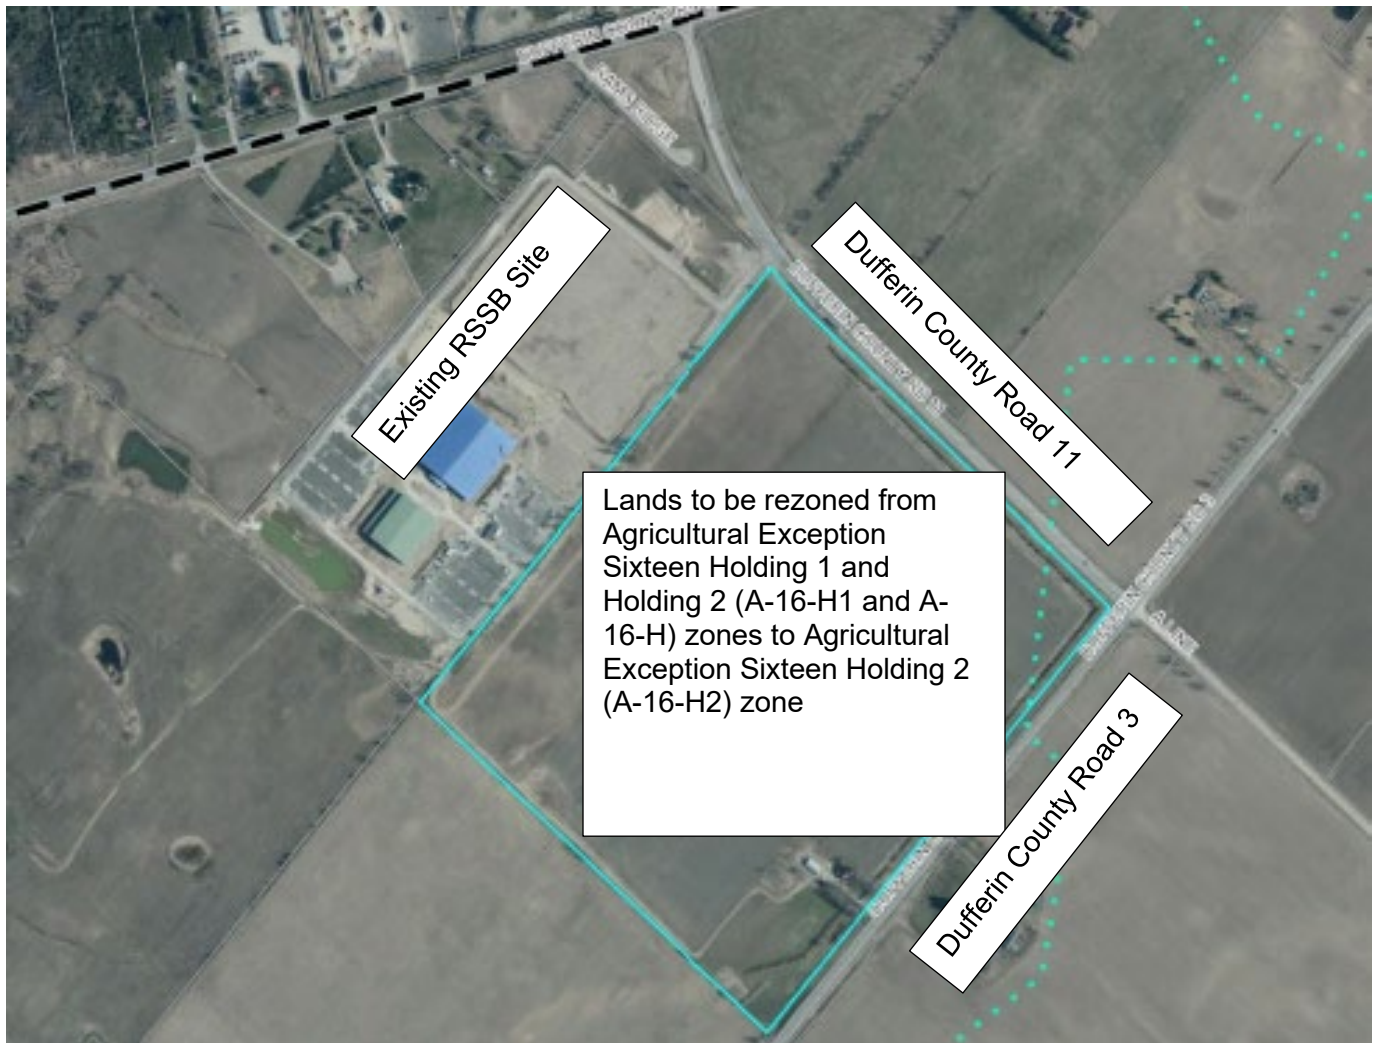 Existing RSSB Site
Dufferin County Road 11
Lands to be rezoned from
Agricultural Exception
Sixteen Holding 1 and
Holding 2 (A-16-H1 and A-
16-H) zones to Agricultural
Exception Sixteen Holding 2
(A-16-H2) zone
Dufferin County Road 3